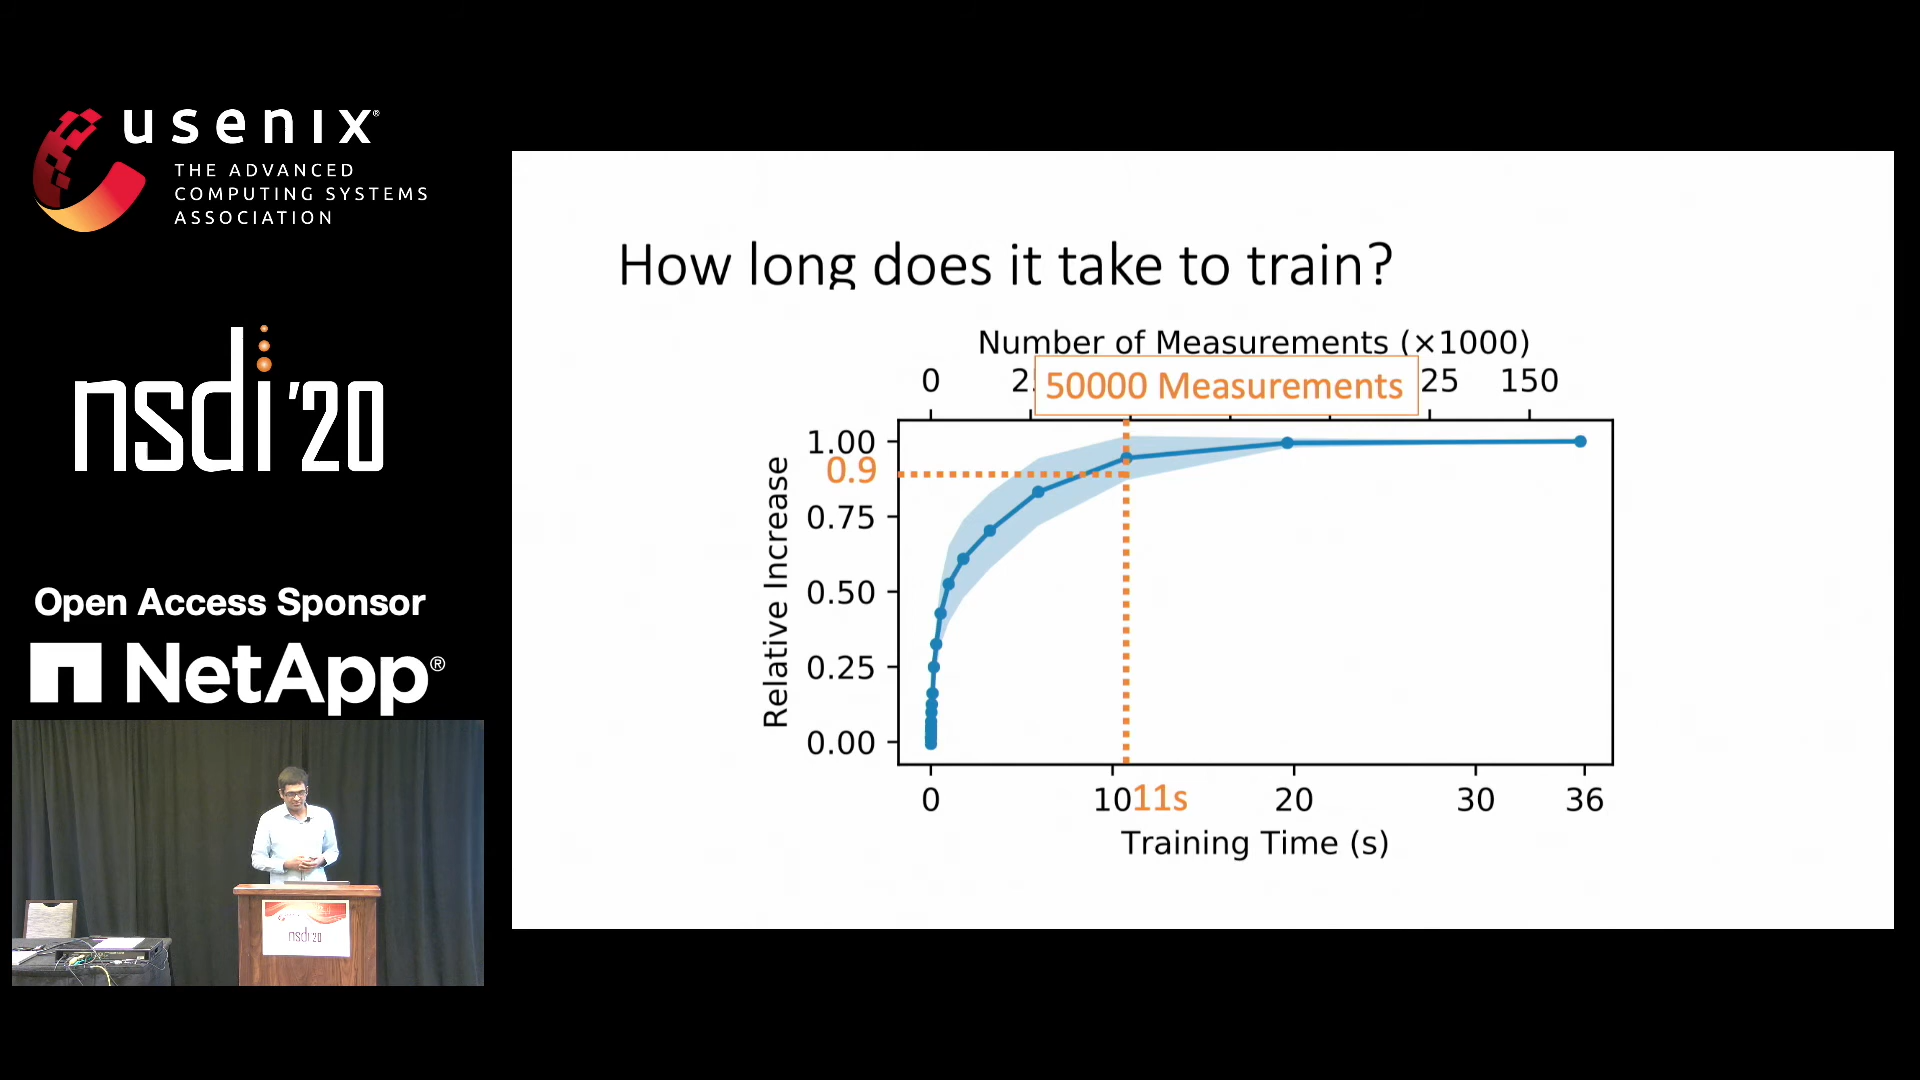 usenix®
THE ADVANCED
COMPUTING SYSTEMS
ASSOCIATION
nsdi '20
Open Access Sponsor
NetApp®
nsdi '20
How long does it take to train?
Number of Measurements (×1000)
0 2 50000 Measurements 25 150
1.00
0.9
0.75
0.50
0.25
0.00
Relative Increase
0 10 11s 20 30 36
Training Time (s)